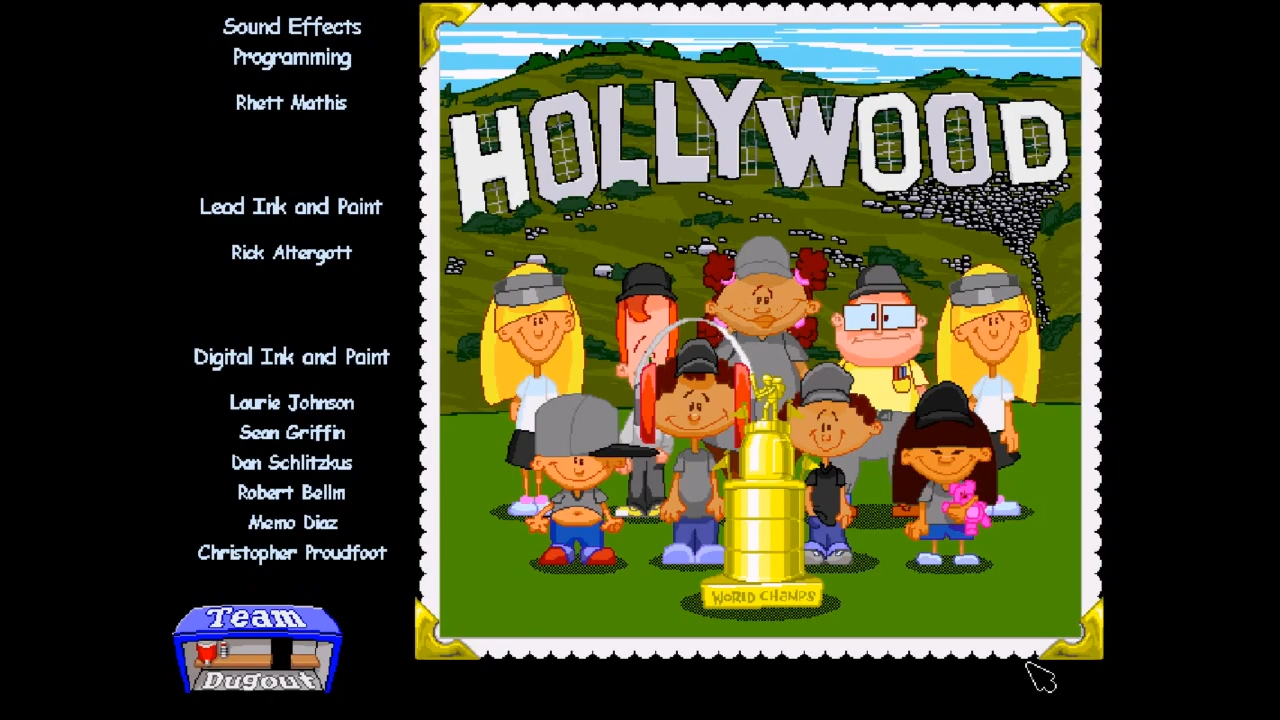 Sound Effects
Programming
Rhett Mathis
Lead Ink and Paint
Rick Altergott
Digital Ink and Paint
Laurie Johnson
Sean Griffin
Dan Schlitzkus
Robert Bellm
Memo Diaz
Christopher Proudfoot
Team
Dugout
HOLLYWOOD
WORLD CHAMPS